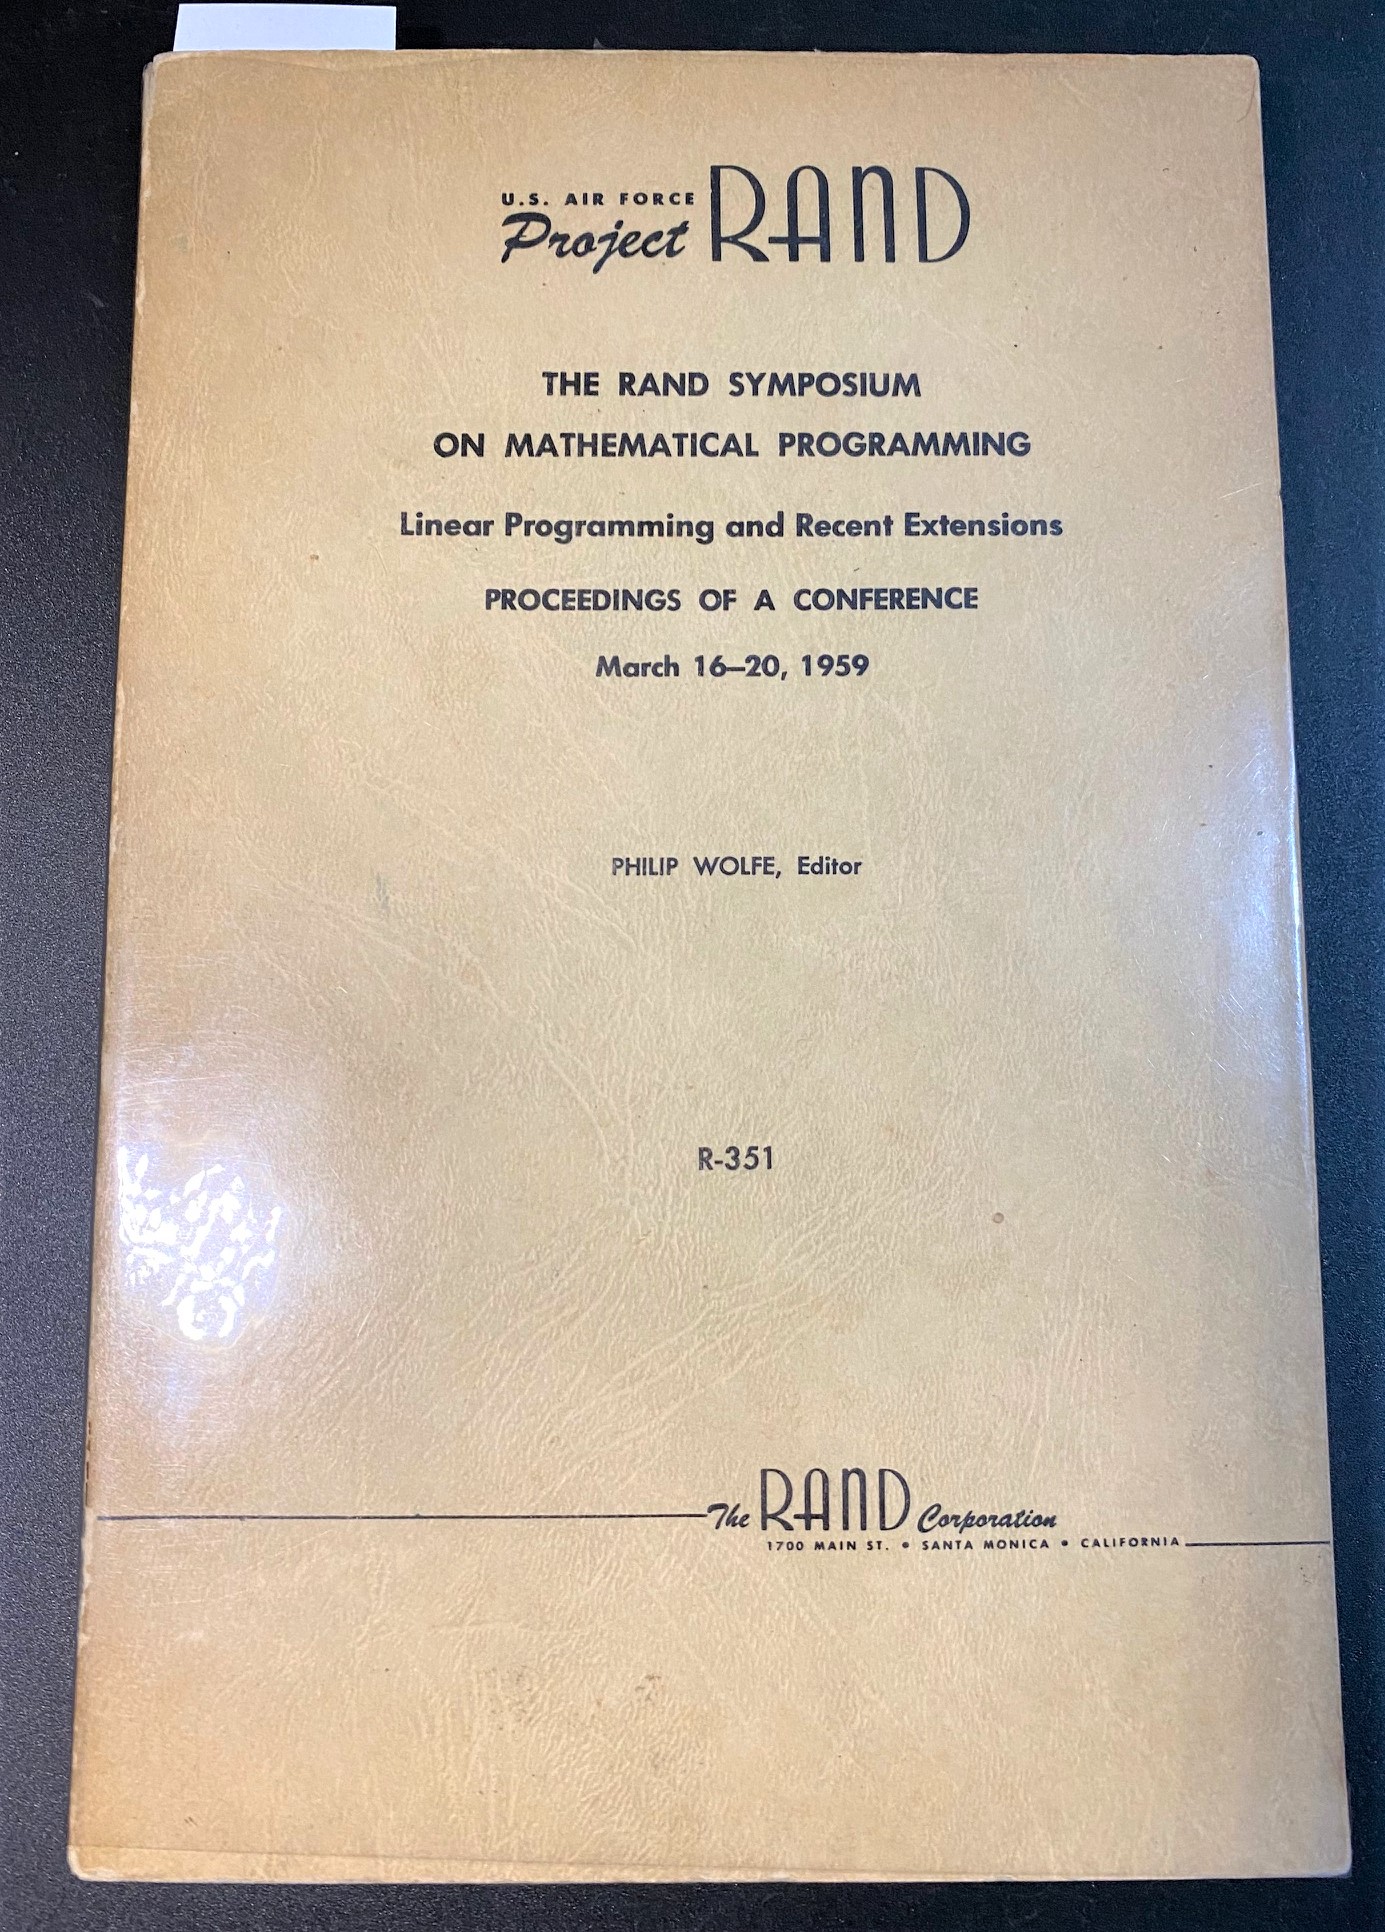 U.S. AIR FORCE
Project RAND
THE RAND SYMPOSIUM
ON MATHEMATICAL PROGRAMMING
Linear Programming and Recent Extensions
PROCEEDINGS OF A CONFERENCE
March 16–20, 1959
PHILIP WOLFE, Editor
R-351
The RAND Corporation
1700 MAIN ST. • SANTA MONICA • CALIFORNIA